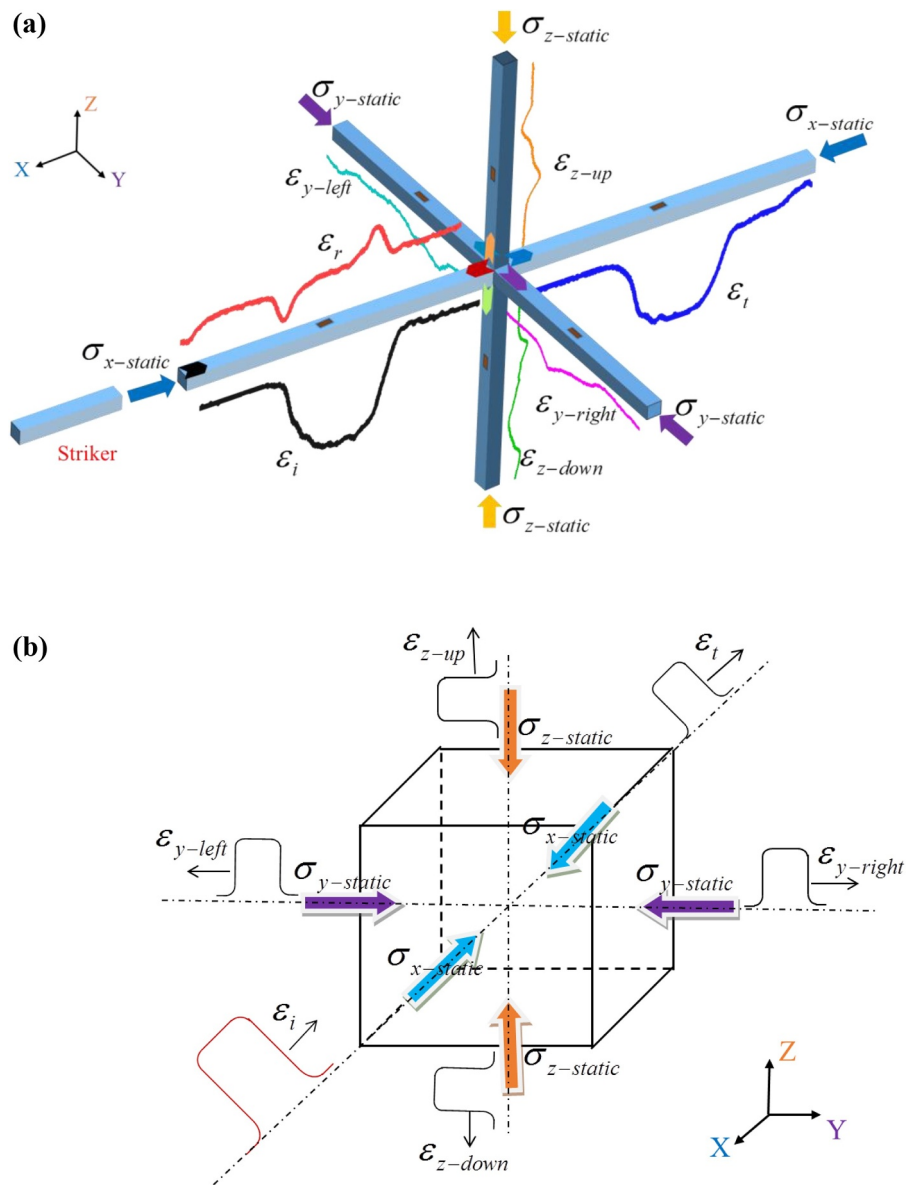 (a)
σz−static
σy−static
σx−static
Z
X
Y
εy−left
εz−up
εr
εt
σx−static
εy−right
σy−static
Striker
εi
εz−down
σz−static
(b)
εz−up
εt
σz−static
σx−static
εy−left
σy−static
σy−static
εy−right
σx−static
εi
σz−static
εz−down
Z
Y
X